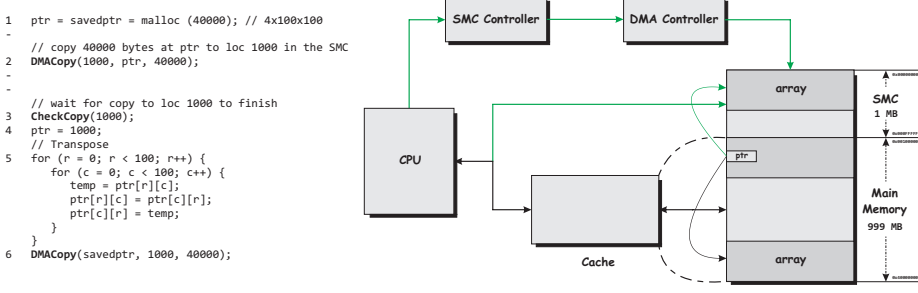 1 ptr = savedptr = malloc (40000); // 4x100x100
-
// copy 40000 bytes at ptr to loc 1000 in the SMC
2 DMACopy(1000, ptr, 40000);
-
-
// wait for copy to loc 1000 to finish
3 CheckCopy(1000);
4 ptr = 1000;
// Transpose
5 for (r = 0; r < 100; r++) {
for (c = 0; c < 100; c++) {
temp = ptr[r][c];
ptr[r][c] = ptr[c][r];
ptr[c][r] = temp;
}
}
6 DMACopy(savedptr, 1000, 40000);
SMC Controller
DMA Controller
CPU
Cache
array
ptr
array
SMC
1 MB
Main
Memory
999 MB